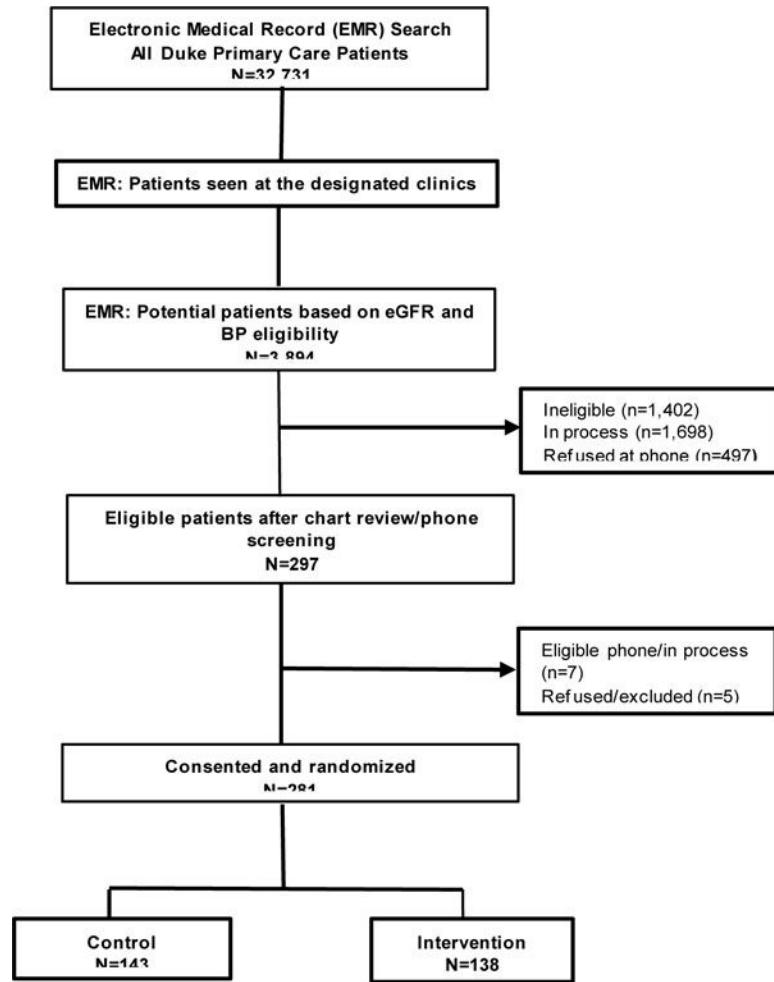 Electronic Medical Record (EMR) Search
All Duke Primary Care Patients
N=32,731
EMR: Patients seen at the designated clinics
EMR: Potential patients based on eGFR and
BP eligibility
N=3,894
Ineligible (n=1,402)
In process (n=1,698)
Refused at phone (n=497)
Eligible patients after chart review/phone
screening
N=297
Eligible phone/in process
(n=7)
Refused/excluded (n=5)
Consented and randomized
N=281
Control
N=143
Intervention
N=138